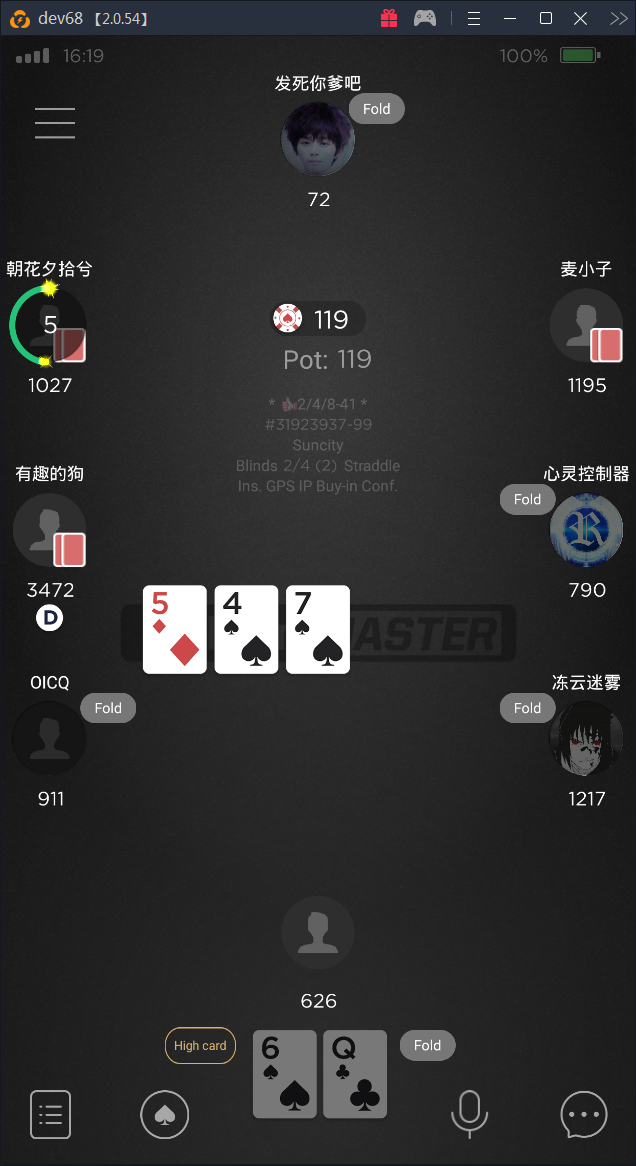 dev68 【2.0.54】
16:19
100%
发死你爹吧
Fold
72
朝花夕拾兮
麦小子
5
119
1027
Pot: 119
1195
* 2/4/8-41 *
#31923937-99
Suncity
Blinds 2/4 (2) Straddle
Ins. GPS IP Buy-in Conf.
有趣的狗
心灵控制器
Fold
R
3472
790
D
5
4
7
MASTER
OICQ
冻云迷雾
Fold
Fold
911
1217
626
High card
6
Q
Fold